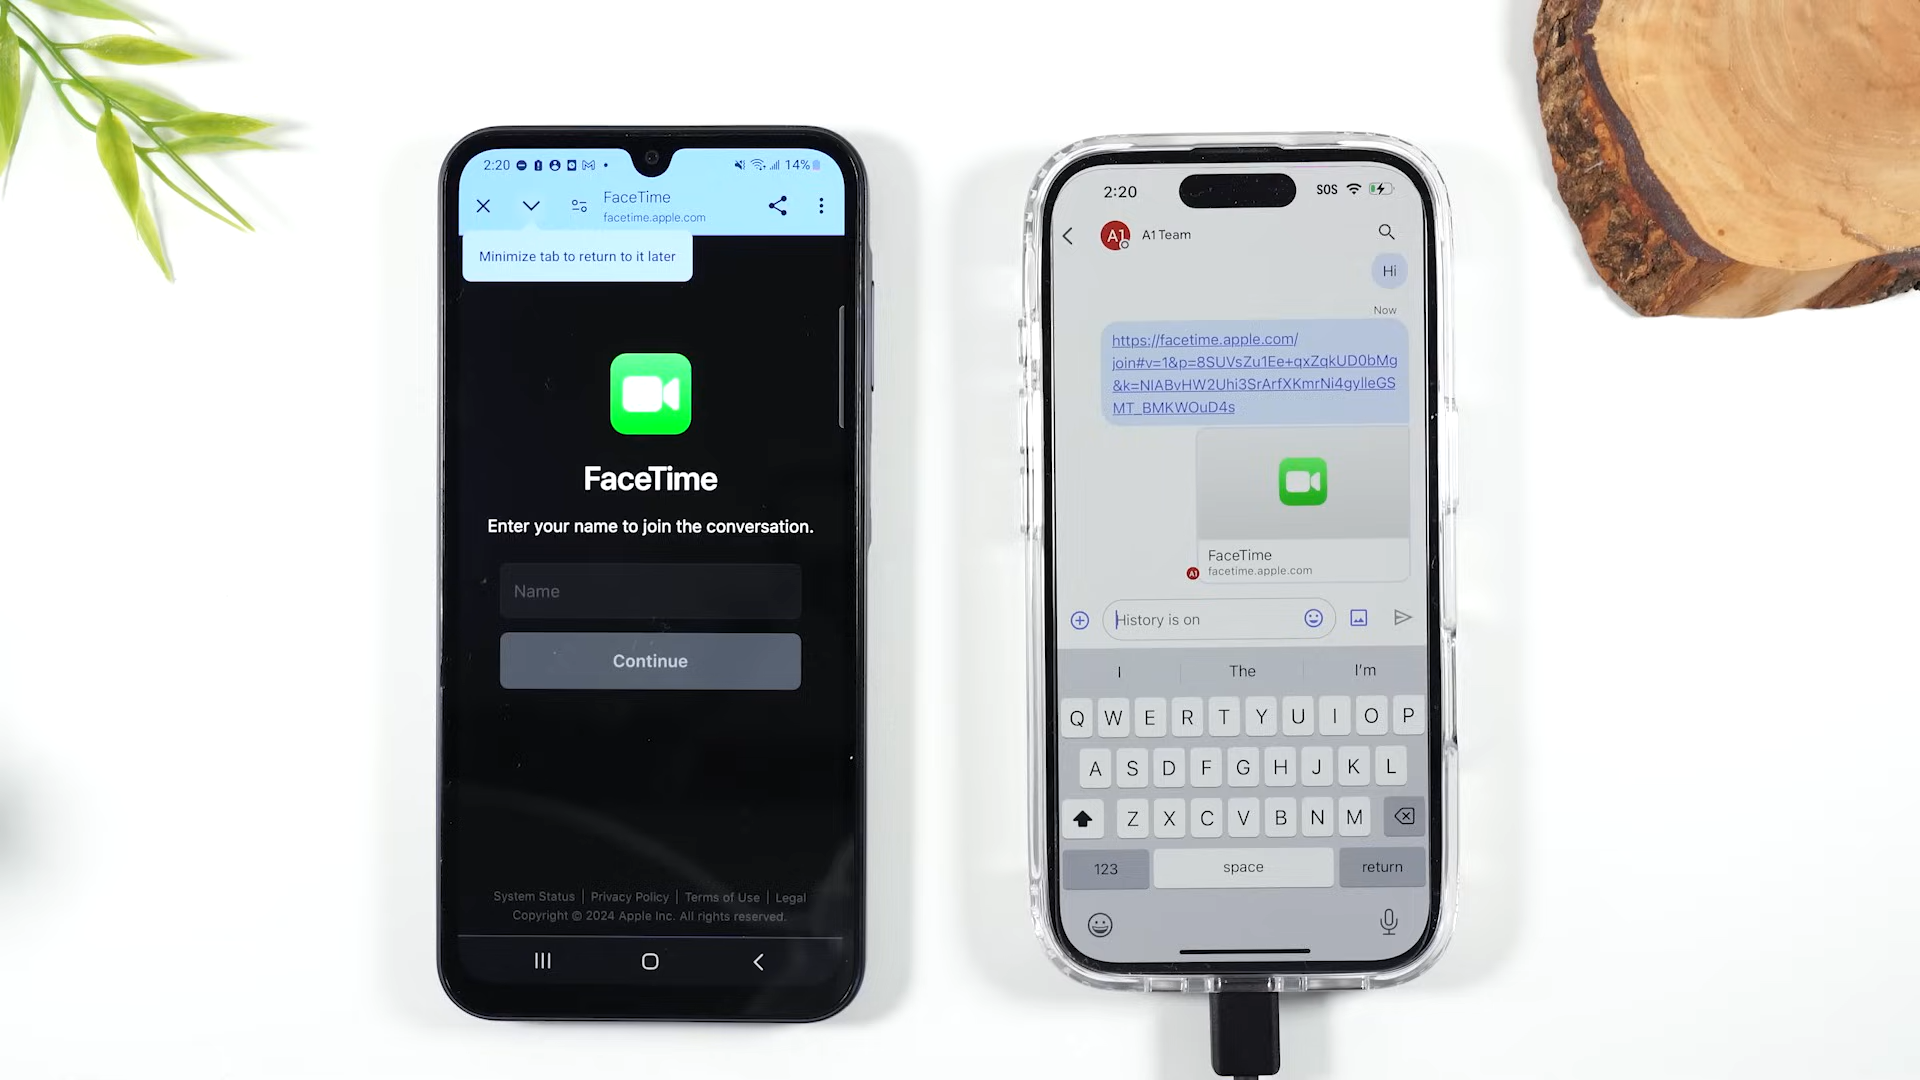 2:20
14%
FaceTime
facetime.apple.com
Minimize tab to return to it later
FaceTime
Enter your name to join the conversation.
Name
Continue
System Status | Privacy Policy | Terms of Use | Legal
Copyright © 2024 Apple Inc. All rights reserved.
2:20
SOS
A1
A1 Team
Hi
Now
https://facetime.apple.com/
join#v=1&p=8SUVsZu1Ee+qxZqkUD0bMg
&k=NIABvHW2Uhi3SrArfXKmrNi4gylleGS
MT_BMKWOuD4s
FaceTime
A1
facetime.apple.com
History is on
I
The
I'm
Q W E R T Y U I O P
A S D F G H J K L
Z X C V B N M
123
space
return